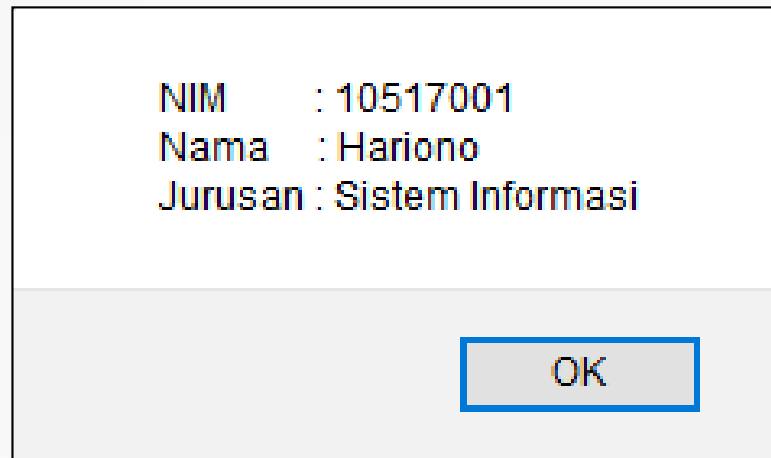 NIM : 10517001
Nama : Hariono
Jurusan : Sistem Informasi
OK